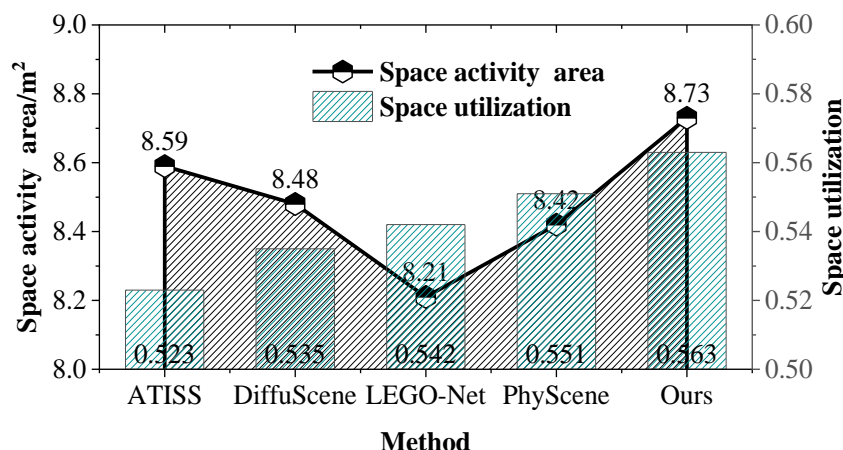 9.0
8.8
8.6
8.4
8.2
8.0
Space activity area/m²
0.60
0.58
0.56
0.54
0.52
0.50
Space utilization
Space activity area
Space utilization
8.59
8.48
8.21
8.42
8.73
0.523
0.535
0.542
0.551
0.563
ATISS
DiffuScene
LEGO-Net
PhyScene
Ours
Method